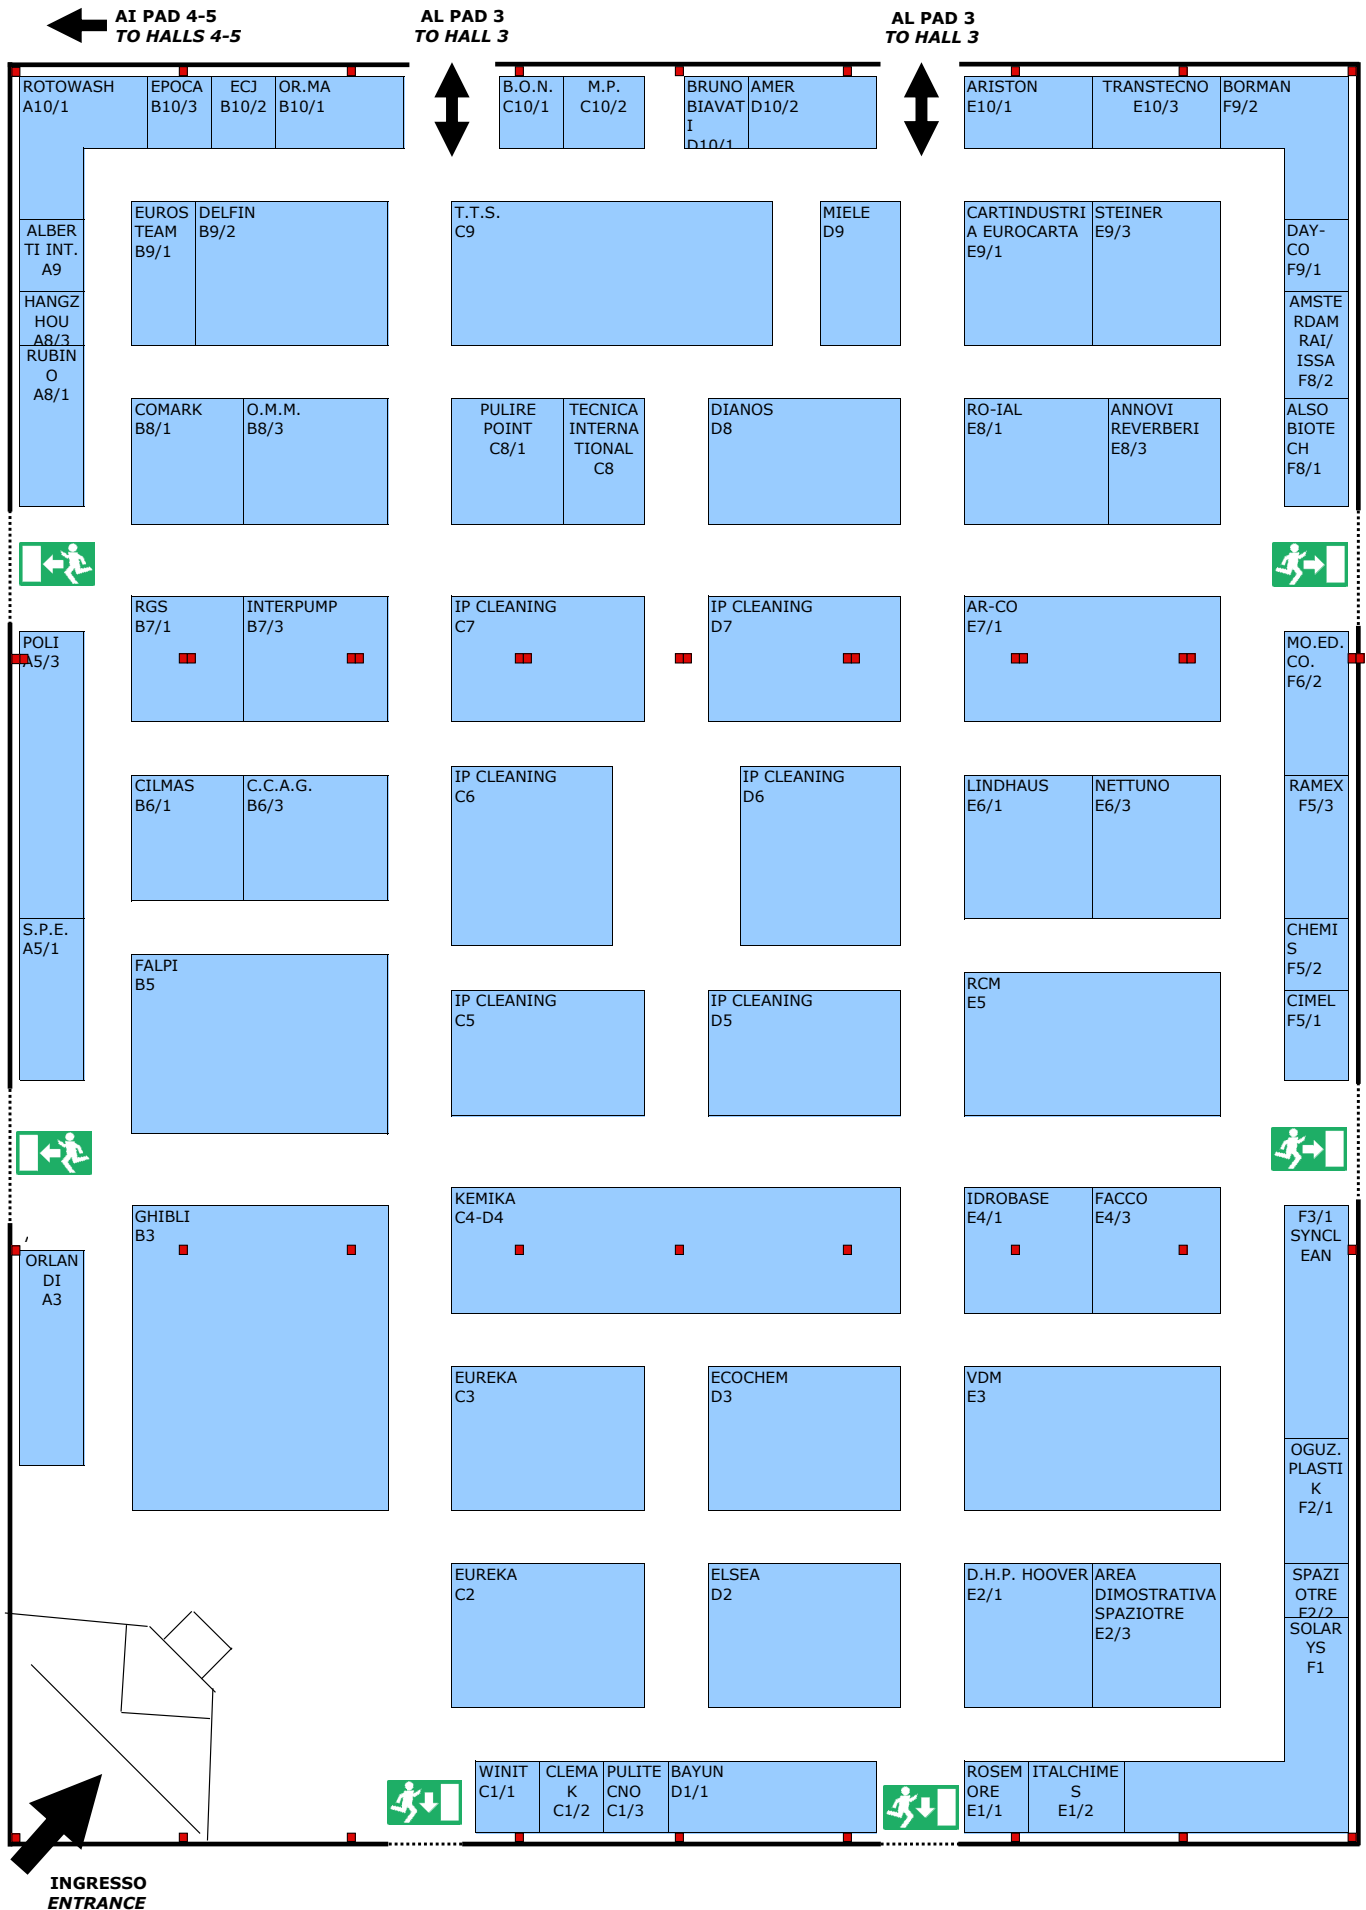 AI PAD 4-5
TO HALLS 4-5
AL PAD 3
TO HALL 3
AL PAD 3
TO HALL 3
ROTOWASH
A10/1
EPOCA
B10/3
ECJ
B10/2
OR.MA
B10/1
B.O.N.
C10/1
M.P.
C10/2
BRUNO
BIAVAT
I
D10/1
AMER
D10/2
ARISTON
E10/1
TRANSTECNO
E10/3
BORMAN
F9/2
ALBER
TI INT.
A9
HANGZ
HOU
A8/3
RUBIN
O
A8/1
EUROS
TEAM
B9/1
DELFIN
B9/2
T.T.S.
C9
MIELE
D9
CARTINDUSTRI
A EUROCARTA
E9/1
STEINER
E9/3
DAY-
CO
F9/1
AMSTE
RDAM
RAI/
ISSA
F8/2
ALSO
BIOTE
CH
F8/1
COMARK
B8/1
O.M.M.
B8/3
PULIRE
POINT
C8/1
TECNICA
INTERNA
TIONAL
C8
DIANOS
D8
RO-IAL
E8/1
ANNOVI
REVERBERI
E8/3
POLI
A5/3
RGS
B7/1
INTERPUMP
B7/3
IP CLEANING
C7
IP CLEANING
D7
AR-CO
E7/1
MO.ED.
CO.
F6/2
CILMAS
B6/1
C.C.A.G.
B6/3
IP CLEANING
C6
IP CLEANING
D6
LINDHAUS
E6/1
NETTUNO
E6/3
RAMEX
F5/3
S.P.E.
A5/1
FALPI
B5
IP CLEANING
C5
IP CLEANING
D5
RCM
E5
CHEMI
S
F5/2
CIMEL
F5/1
,
ORLAN
DI
A3
GHIBLI
B3
KEMIKA
C4-D4
IDROBASE
E4/1
FACCO
E4/3
F3/1
SYNCL
EAN
EUREKA
C3
ECOCHEM
D3
VDM
E3
OGUZ.
PLASTI
K
F2/1
EUREKA
C2
ELSEA
D2
D.H.P. HOOVER
E2/1
AREA
DIMOSTRATIVA
SPAZIOTRE
E2/3
SPAZI
OTRE
F2/2
SOLAR
YS
F1
WINIT
C1/1
CLEMA
K
C1/2
PULITE
CNO
C1/3
BAYUN
D1/1
ROSEM
ORE
E1/1
ITALCHIME
S
E1/2
INGRESSO
ENTRANCE